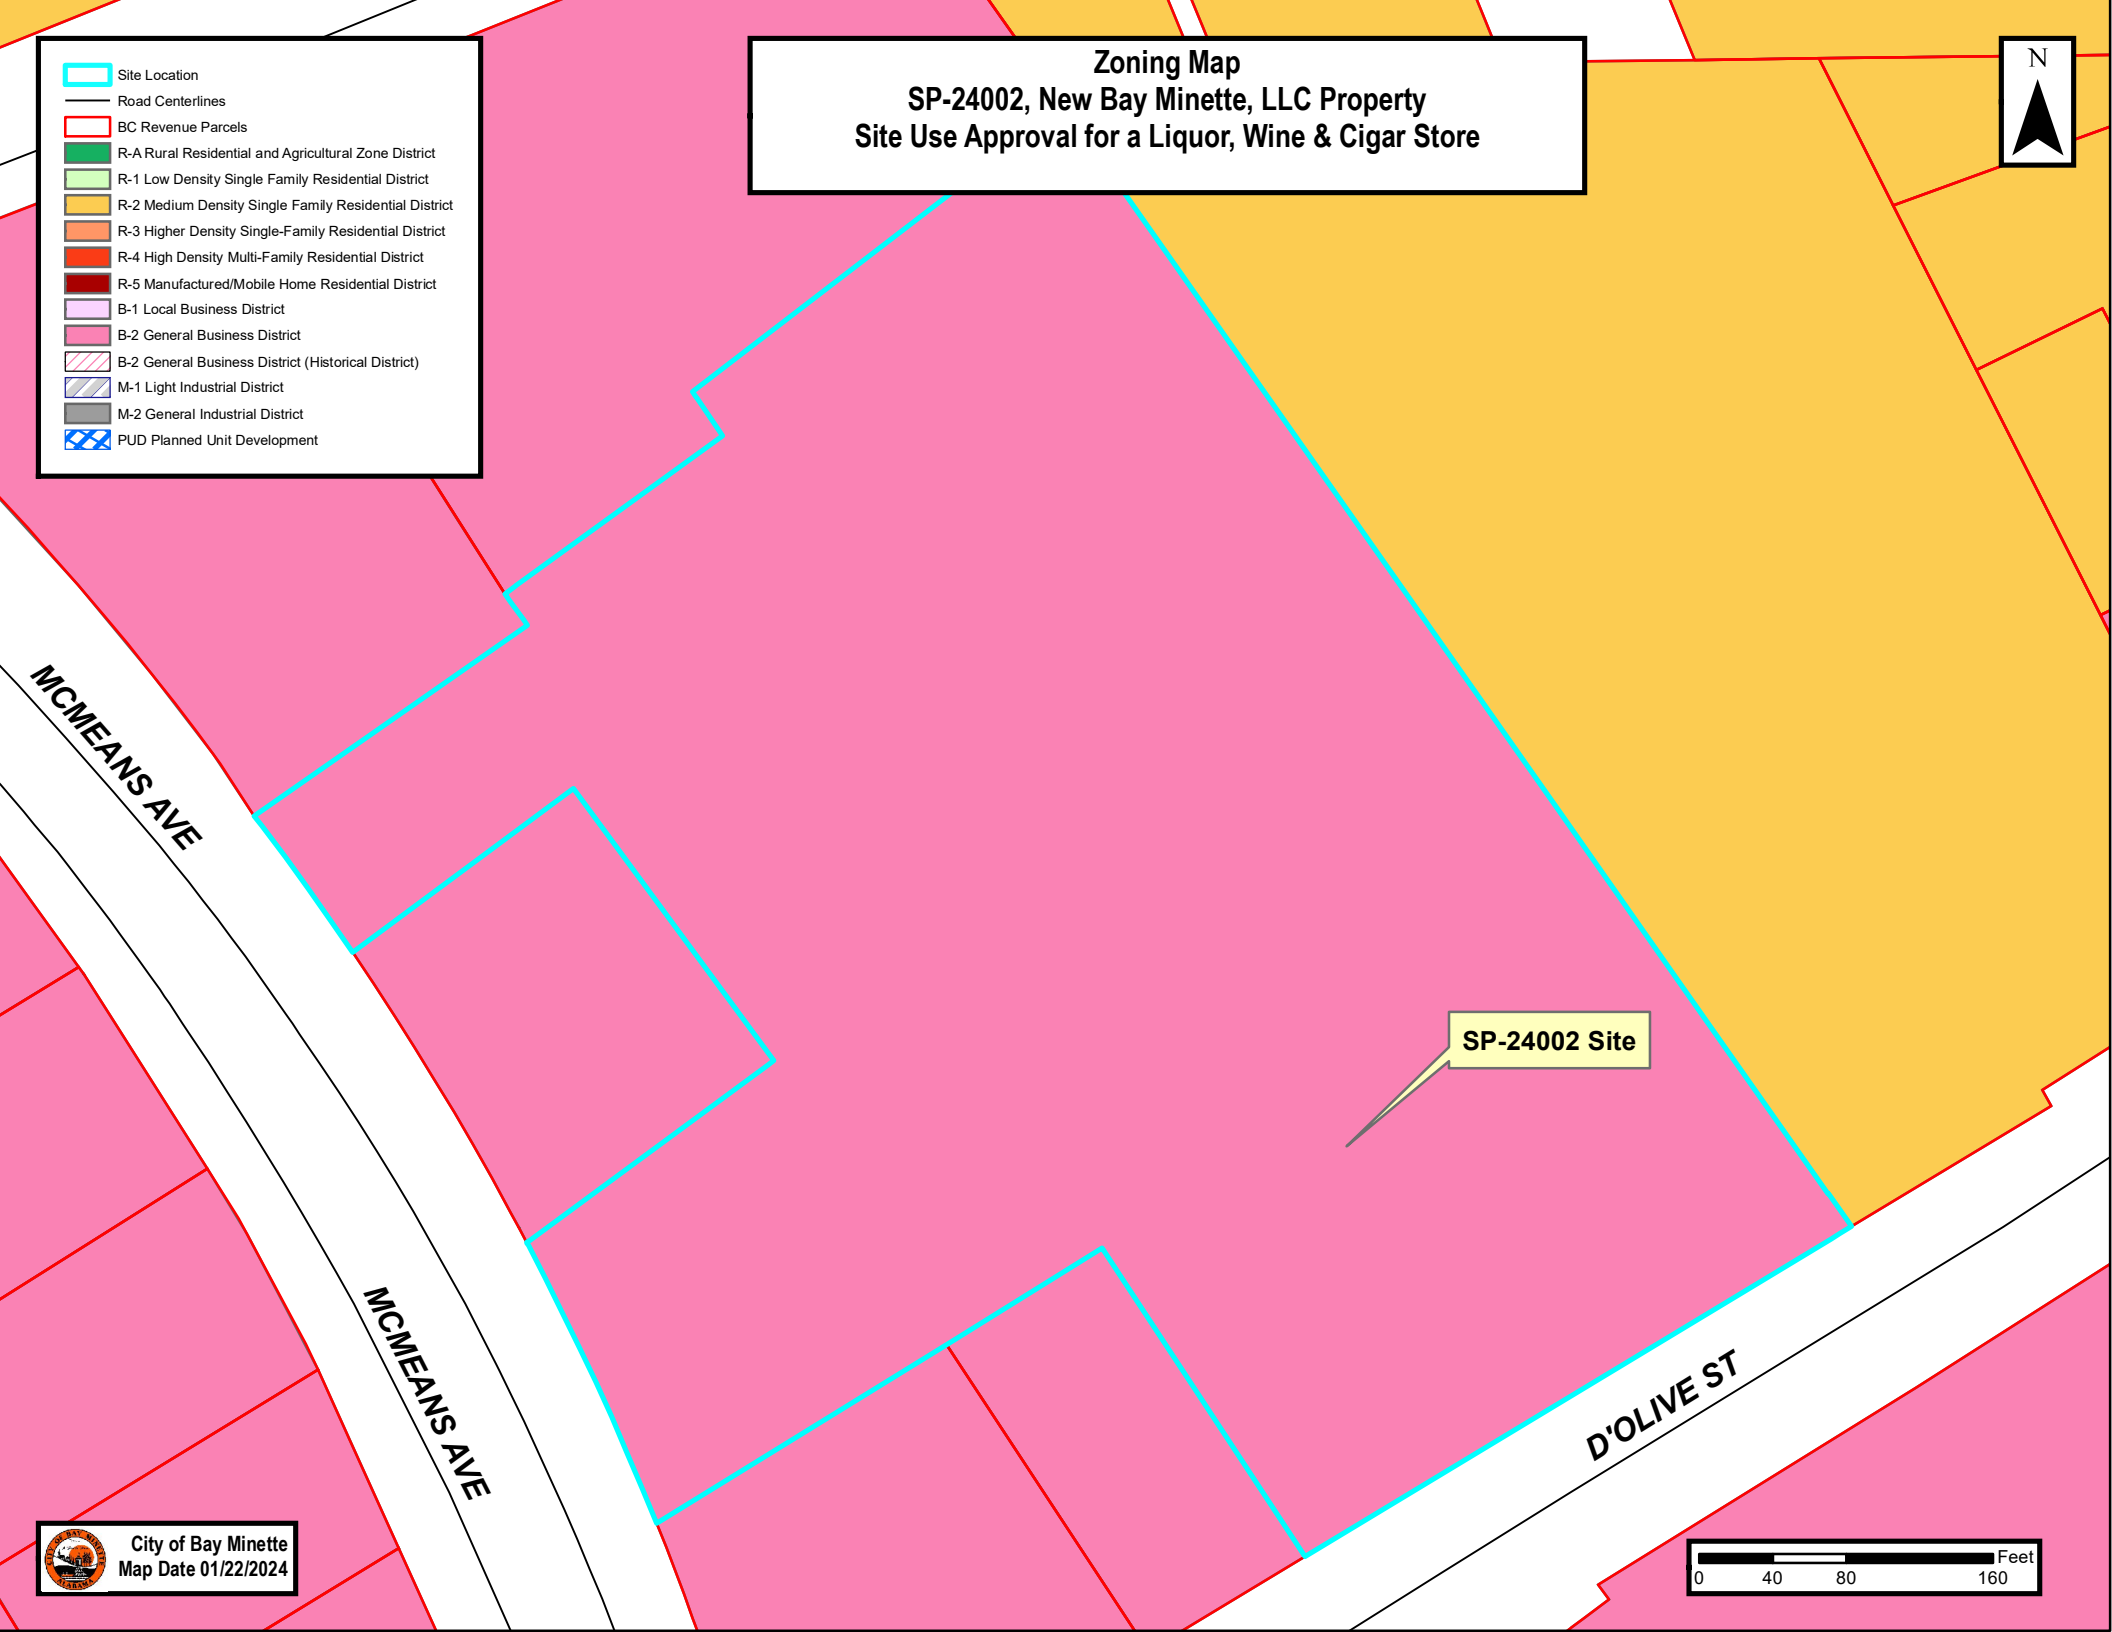 Zoning Map
SP-24002, New Bay Minette, LLC Property
Site Use Approval for a Liquor, Wine & Cigar Store
N
Site Location
Road Centerlines
BC Revenue Parcels
R-A Rural Residential and Agricultural Zone District
R-1 Low Density Single Family Residential District
R-2 Medium Density Single Family Residential District
R-3 Higher Density Single-Family Residential District
R-4 High Density Multi-Family Residential District
R-5 Manufactured/Mobile Home Residential District
B-1 Local Business District
B-2 General Business District
B-2 General Business District (Historical District)
M-1 Light Industrial District
M-2 General Industrial District
PUD Planned Unit Development
MCMEANS AVE
SP-24002 Site
MCMEANS AVE
D'OLIVE ST
CITY OF BAY MINETTE
ALABAMA
City of Bay Minette
Map Date 01/22/2024
Feet
0 40 80 160